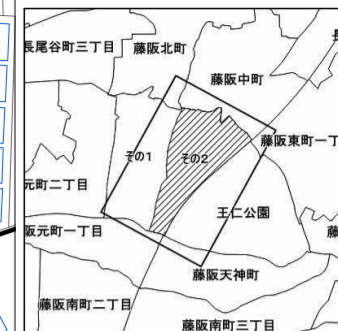 長尾谷町三丁目
藤阪北町
藤阪中町
長
藤阪東町一丁
その1
その2
元町二丁目
王仁公園
阪元町一丁目
藤
藤阪天神町
藤阪南町二丁目
藤阪南町三丁目